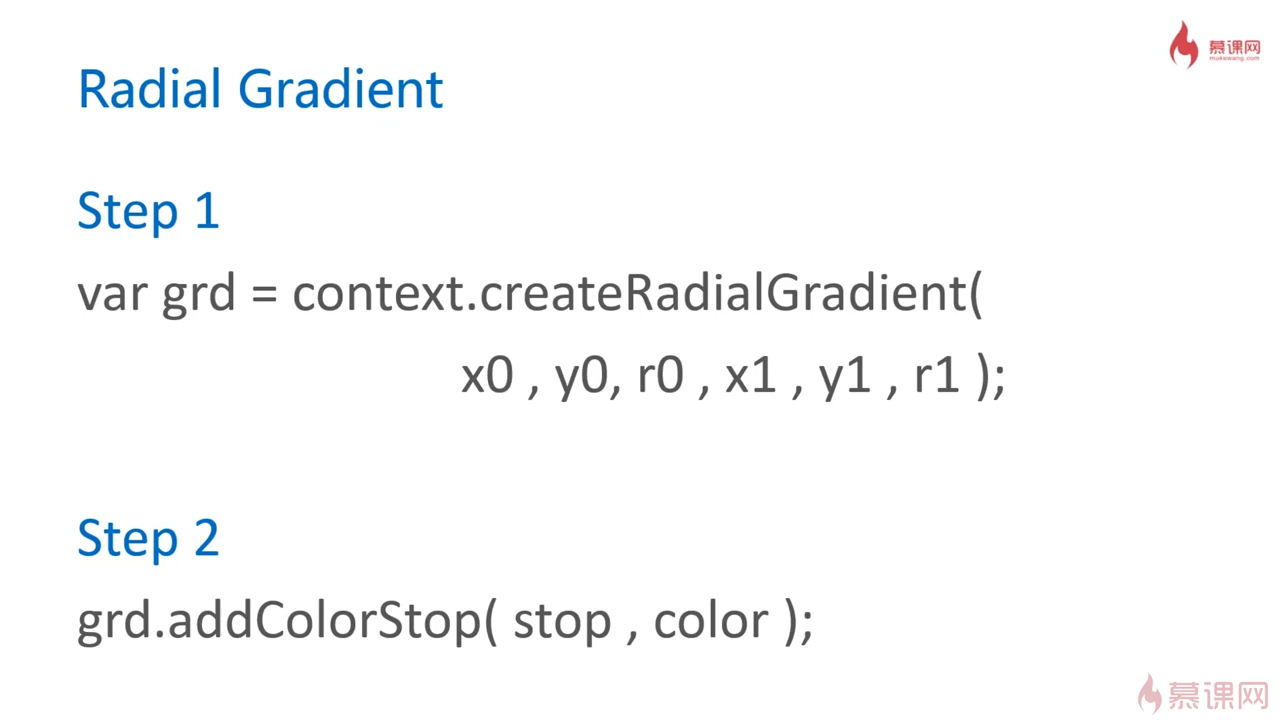 慕课网
mukewang.com
Radial Gradient
Step 1
var grd = context.createRadialGradient(
x0 , y0, r0 , x1 , y1 , r1 );
Step 2
grd.addColorStop( stop , color );
慕课网